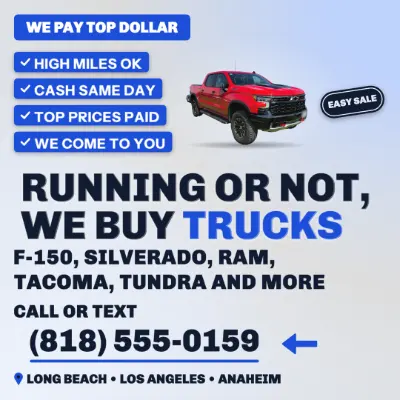 WE PAY TOP DOLLAR
HIGH MILES OK
CASH SAME DAY
TOP PRICES PAID
WE COME TO YOU
EASY SALE
RUNNING OR NOT,
WE BUY TRUCKS
F-150, SILVERADO, RAM,
TACOMA, TUNDRA AND MORE
CALL OR TEXT
(818) 555-0159
LONG BEACH • LOS ANGELES • ANAHEIM